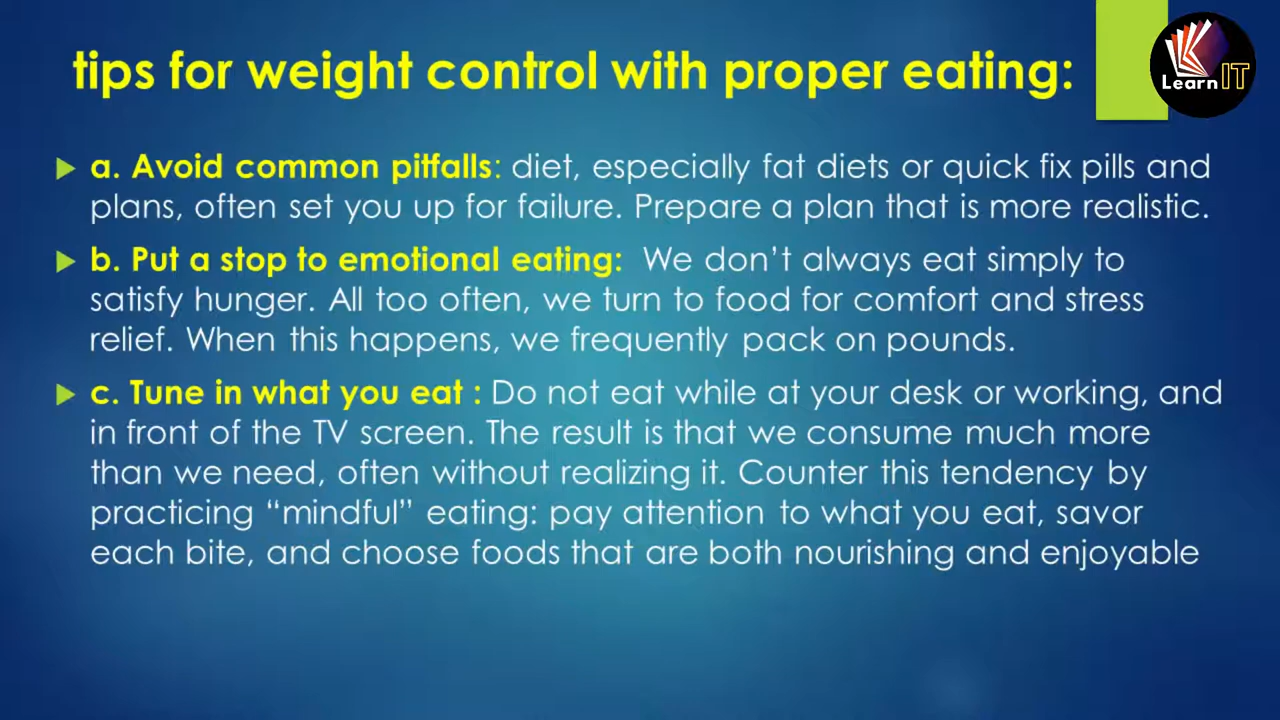 tips for weight control with proper eating:
Learn IT
a. Avoid common pitfalls: diet, especially fat diets or quick fix pills and
plans, often set you up for failure. Prepare a plan that is more realistic.
b. Put a stop to emotional eating: We don’t always eat simply to
satisfy hunger. All too often, we turn to food for comfort and stress
relief. When this happens, we frequently pack on pounds.
c. Tune in what you eat : Do not eat while at your desk or working, and
in front of the TV screen. The result is that we consume much more
than we need, often without realizing it. Counter this tendency by
practicing “mindful” eating: pay attention to what you eat, savor
each bite, and choose foods that are both nourishing and enjoyable